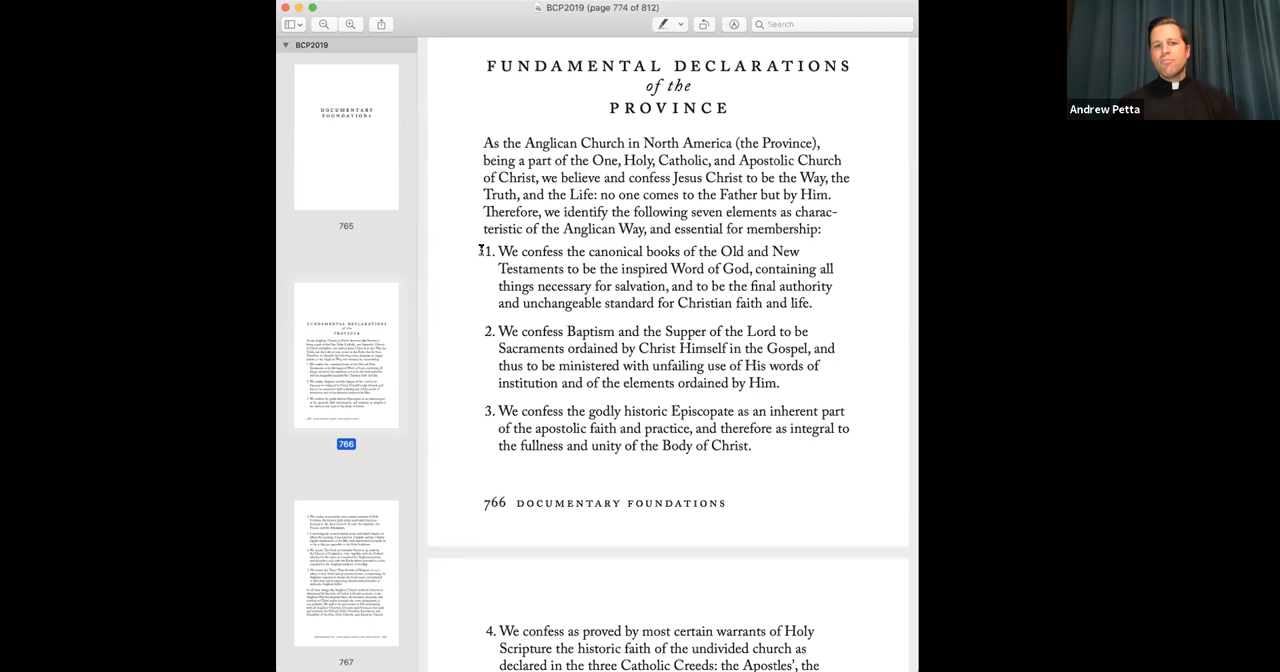 BCP2019 (page 774 of 812)
Search
BCP2019
DOCUMENTARY
FOUNDATIONS
765
FUNDAMENTAL DECLARATIONS
of the
PROVINCE
766
767
FUNDAMENTAL DECLARATIONS
of the
PROVINCE
As the Anglican Church in North America (the Province),
being a part of the One, Holy, Catholic, and Apostolic Church
of Christ, we believe and confess Jesus Christ to be the Way, the
Truth, and the Life: no one comes to the Father but by Him.
Therefore, we identify the following seven elements as charac-
teristic of the Anglican Way, and essential for membership:
1. We confess the canonical books of the Old and New
Testaments to be the inspired Word of God, containing all
things necessary for salvation, and to be the final authority
and unchangeable standard for Christian faith and life.
2. We confess Baptism and the Supper of the Lord to be
Sacraments ordained by Christ Himself in the Gospel, and
thus to be ministered with unfailing use of His words of
institution and of the elements ordained by Him.
3. We confess the godly historic Episcopate as an inherent part
of the apostolic faith and practice, and therefore as integral to
the fullness and unity of the Body of Christ.
766 DOCUMENTARY FOUNDATIONS
4. We confess as proved by most certain warrants of Holy
Scripture the historic faith of the undivided church as
declared in the three Catholic Creeds: the Apostles', the
Andrew Petta